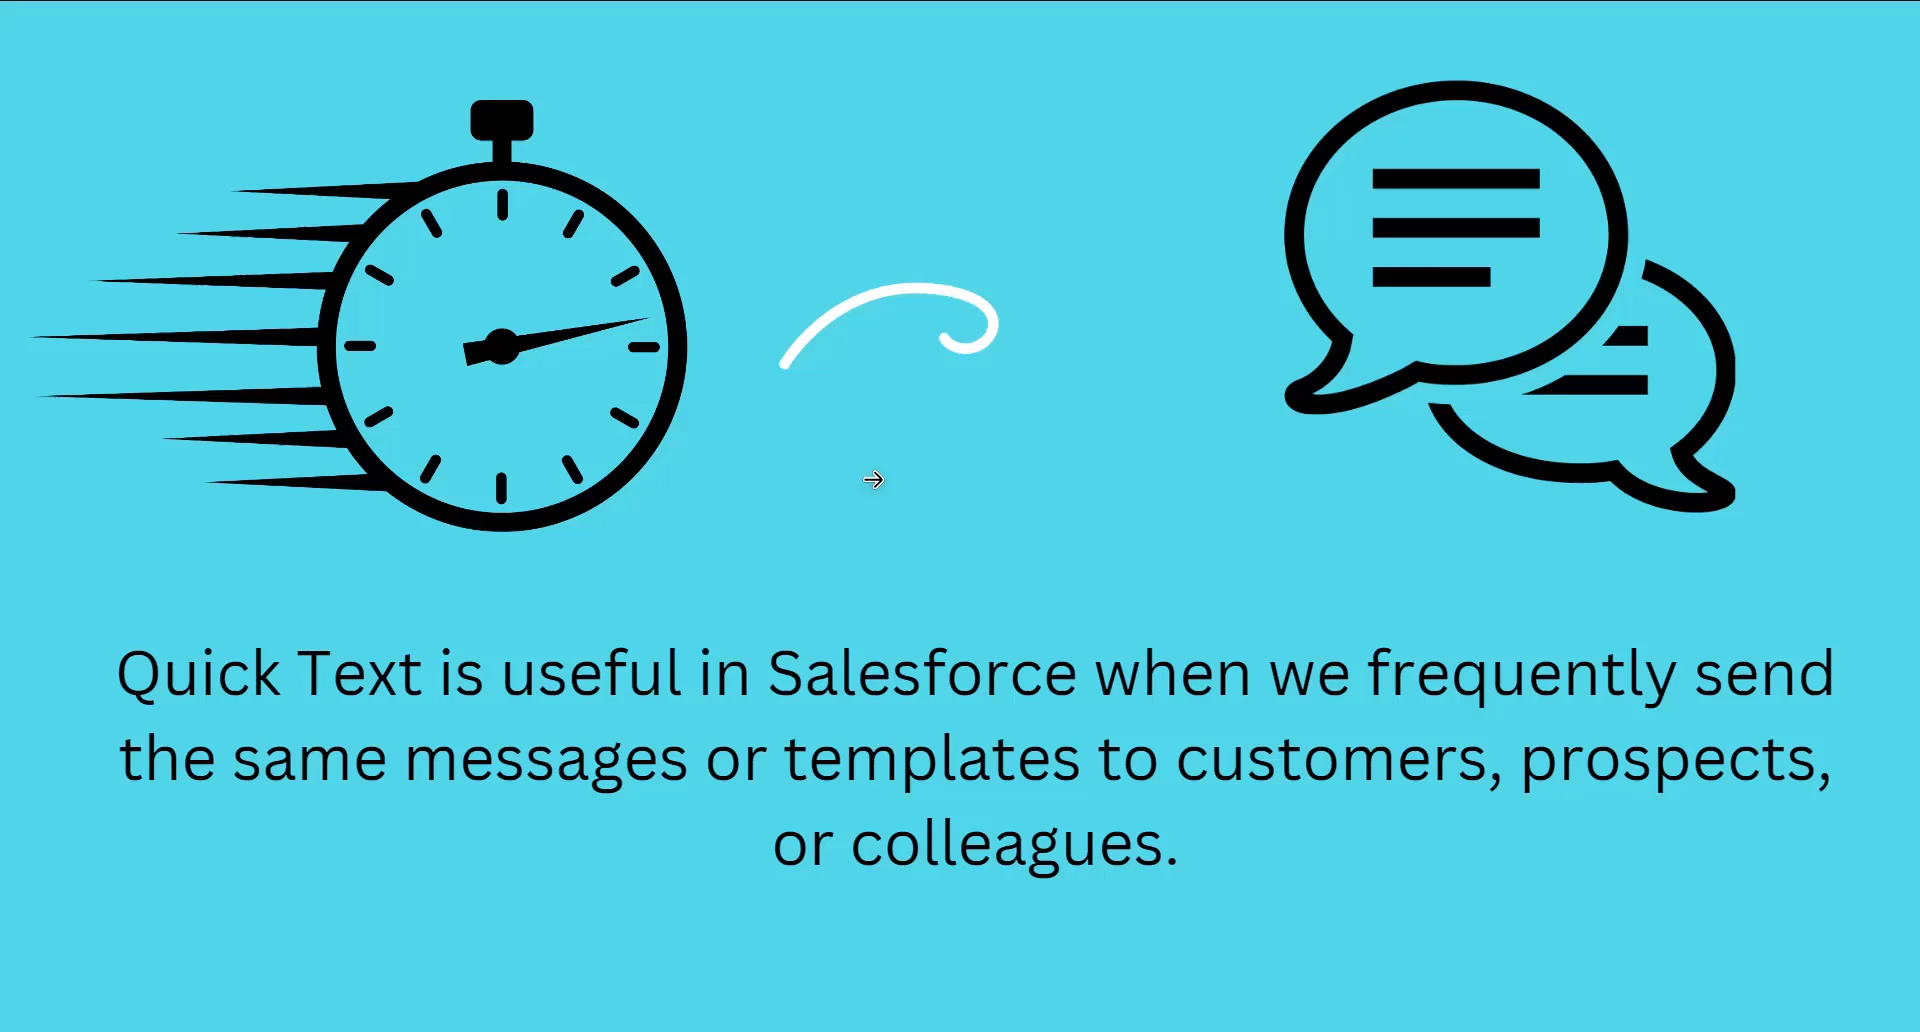 Quick Text is useful in Salesforce when we frequently send
the same messages or templates to customers, prospects,
or colleagues.